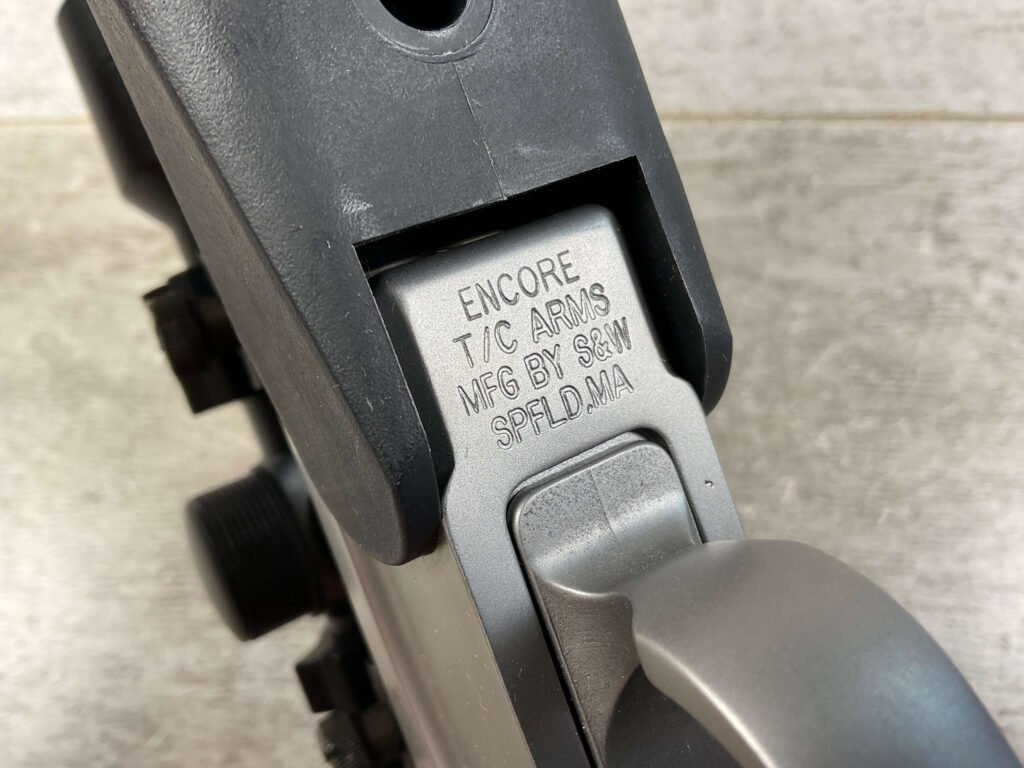 ENCORE
T/C ARMS
MFG BY S&W
SPFLD,MA